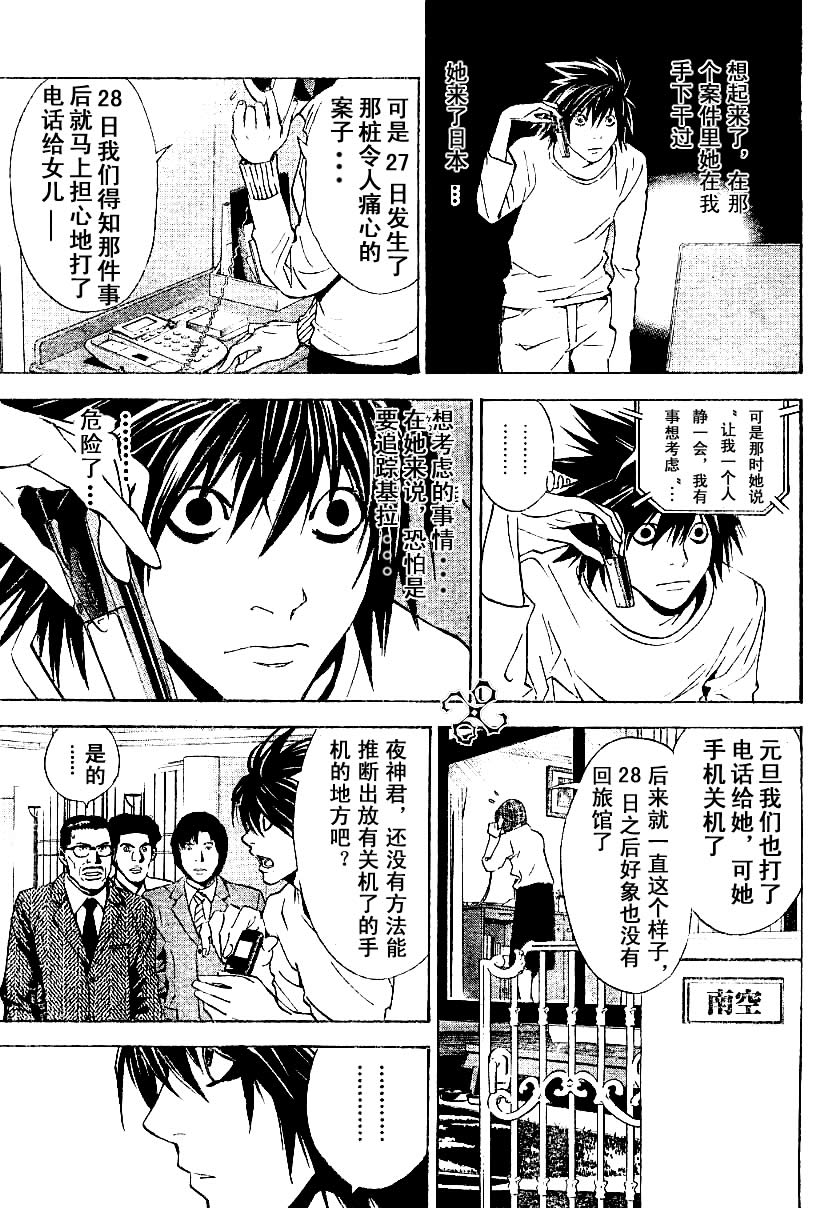 想起来了，在那
个案件里她在我
手下干过
她来了日本…
可是 27 日发生了
那桩令人痛心的
案子…
28 日我们得知那件事
后就马上担心地打了
电话给女儿——
可是那时她说
“让我一个人
静一会，我有
事想考虑”…
………
………
想考虑的事情…
在她来说，恐怕是
要追踪基拉…
………
危险了…
元旦我们也打了
电话给她，可她
手机关机了
后来就一直这个样子，
28 日之后好象也没有
回旅馆了
南空
夜神君，还没有方法能
推断出放有关机了的手
机的地方吧？
是的
……
………
………